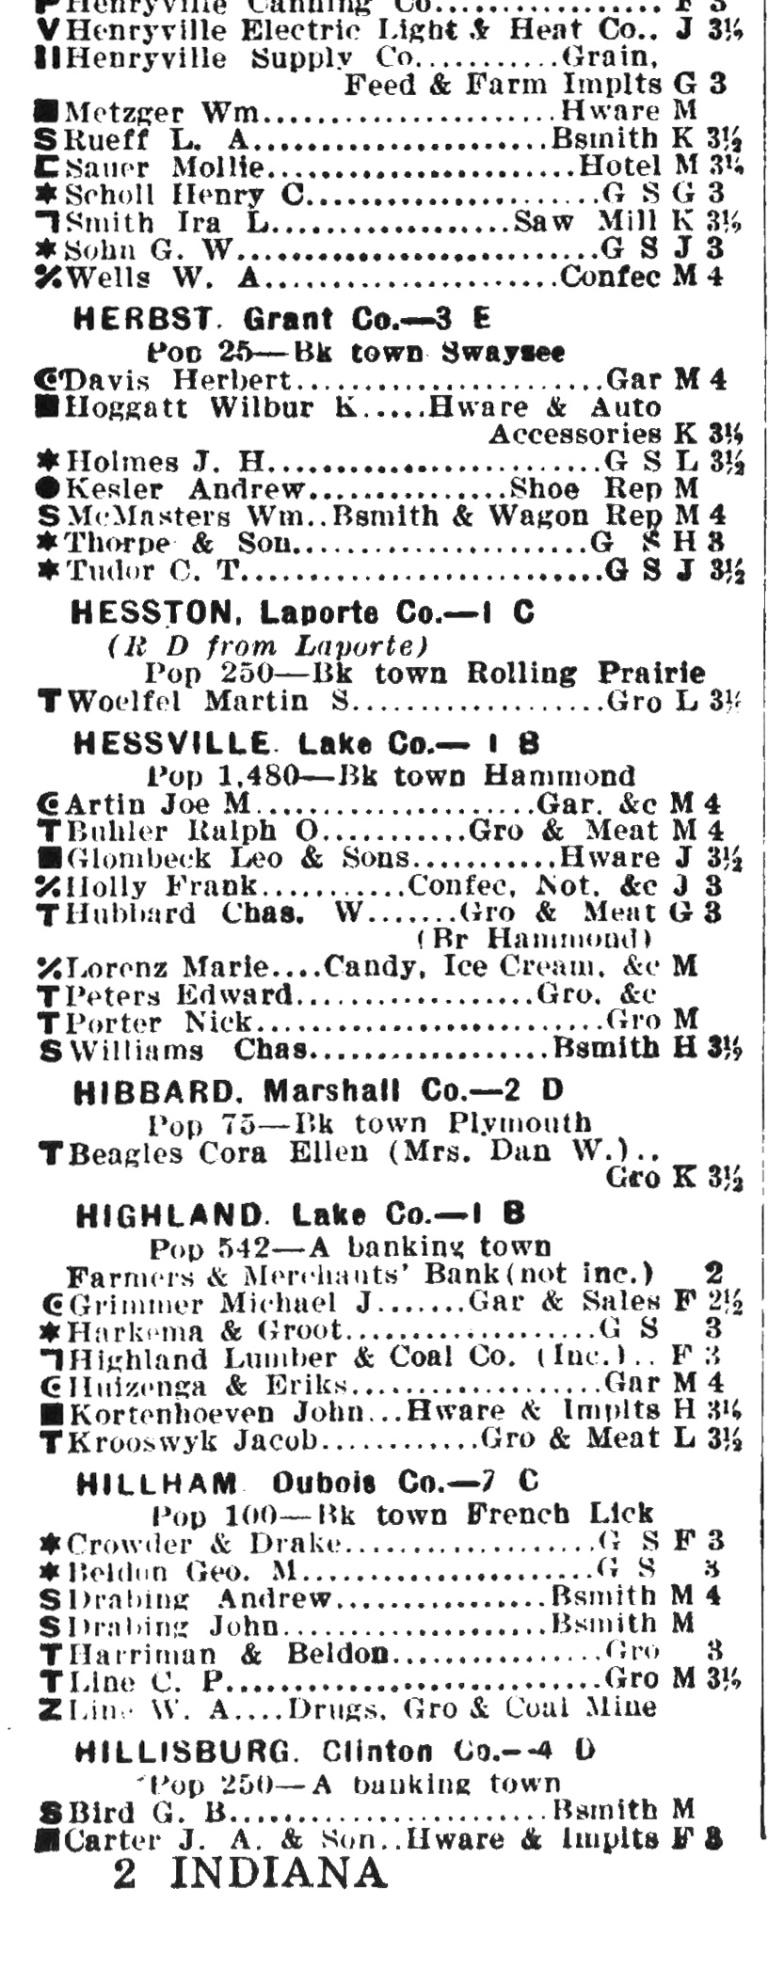 Henryville Canning Co................ F 3
V Henryville Electric Light & Heat Co.. J 3½
Henryville Supply Co...........Grain,
Feed & Farm Implts G 3
■ Metzger Wm......................Hware M
S Rueff L. A.......................Bsmith K 3½
Sauer Mollie........................Hotel M 3½
* Scholl Henry C.......................G S G 3
Smith Ira L..................Saw Mill K 3½
* Sohn G. W............................G S J 3
% Wells W. A.......................Confec M 4
HERBST. Grant Co.—3 E
Pop 25—Bk town Swaysee
Davis Herbert........................Gar M 4
■ Hoggatt Wilbur K.....Hware & Auto
Accessories K 3½
* Holmes J. H..........................G S L 3½
● Kesler Andrew...............Shoe Rep M
S McMasters Wm..Bsmith & Wagon Rep M 4
* Thorpe & Son.......................G S H 3
* Tudor C. T............................G S J 3½
HESSTON, Laporte Co.—1 C
(R D from Laporte)
Pop 250—Bk town Rolling Prairie
T Woelfel Martin S...................Gro L 3½
HESSVILLE. Lake Co.—1 B
Pop 1,480—Bk town Hammond
Artin Joe M......................Gar. &c M 4
T Buhler Ralph O...........Gro & Meat M 4
■ Glombeck Leo & Sons...........Hware J 3½
% Holly Frank...........Confec, Not. &c J 3
T Hubbard Chas. W.......Gro & Meat G 3
(Br Hammond)
% Lorenz Marie....Candy, Ice Cream, &c M
T Peters Edward..................Gro. &c
T Porter Nick..........................Gro M
S Williams Chas...................Bsmith H 3½
HIBBARD. Marshall Co.—2 D
Pop 75—Bk town Plymouth
T Beagles Cora Ellen (Mrs. Dan W.)..
Gro K 3½
HIGHLAND. Lake Co.—1 B
Pop 542—A banking town
Farmers & Merchants' Bank (not inc.) 2
Grimmer Michael J.......Gar & Sales F 2½
* Harkema & Groot...................G S 3
Highland Lumber & Coal Co. (Inc.).. F 3
Huizenga & Eriks..................Gar M 4
■ Kortenhoeven John...Hware & Implts H 3½
T Krooswyk Jacob............Gro & Meat L 3½
HILLHAM Dubois Co.—7 C
Pop 100—Bk town French Lick
* Crowder & Drake...................G S F 3
* Beldon Geo. M......................G S 3
S Drabing Andrew................Bsmith M 4
S Drabing John....................Bsmith M
T Harriman & Beldon................Gro 3
T Line C. P............................Gro M 3½
Z Line W. A....Drugs, Gro & Coal Mine
HILLISBURG. Clinton Co.—4 D
Pop 250—A banking town
S Bird G. B........................Bsmith M
■ Carter J. A. & Son..Hware & Implts F 3
2 INDIANA